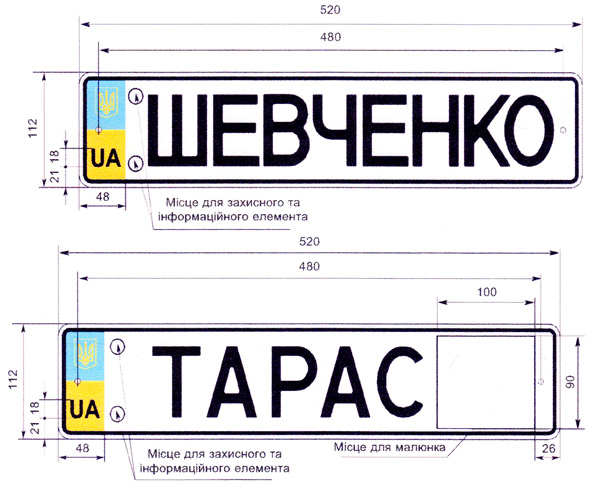 520
480
112
18
21
UA
ШЕВЧЕНКО
48
Місце для захисного та
інформаційного елемента
520
480
100
112
18
21
UA
ТАРАС
90
48
Місце для захисного та
інформаційного елемента
Місце для малюнка
26